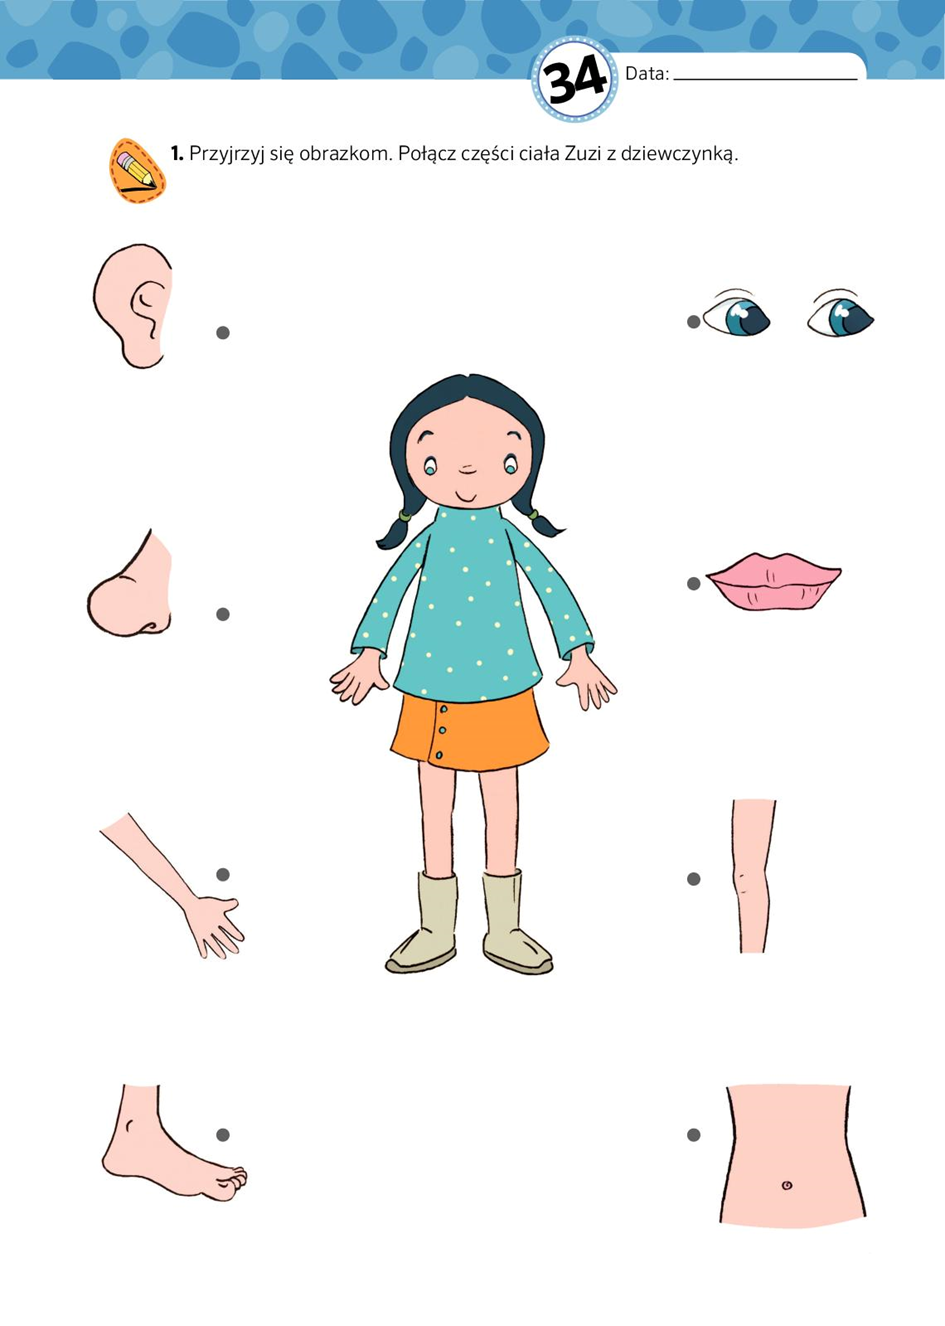 34
Data:
1. Przyjrzyj się obrazkom. Połącz części ciała Zuzi z dziewczynką.